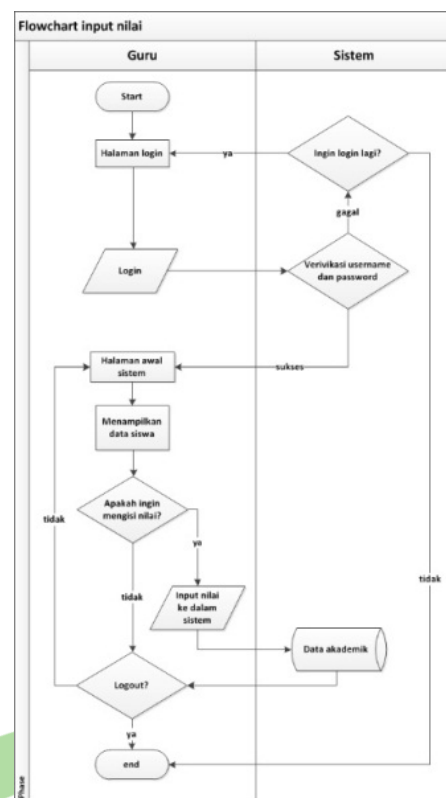 Flowchart input nilai
Guru
Sistem
Start
Halaman login
ya
Ingin login lagi?
gagal
Login
Verivikasi username
dan password
Halaman awal
sistem
sukses
Menampilkan
data siswa
Apakah ingin
mengisi nilai?
tidak
ya
tidak
tidak
Input nilai
ke dalam
sistem
Data akademik
Logout?
ya
end
Phase